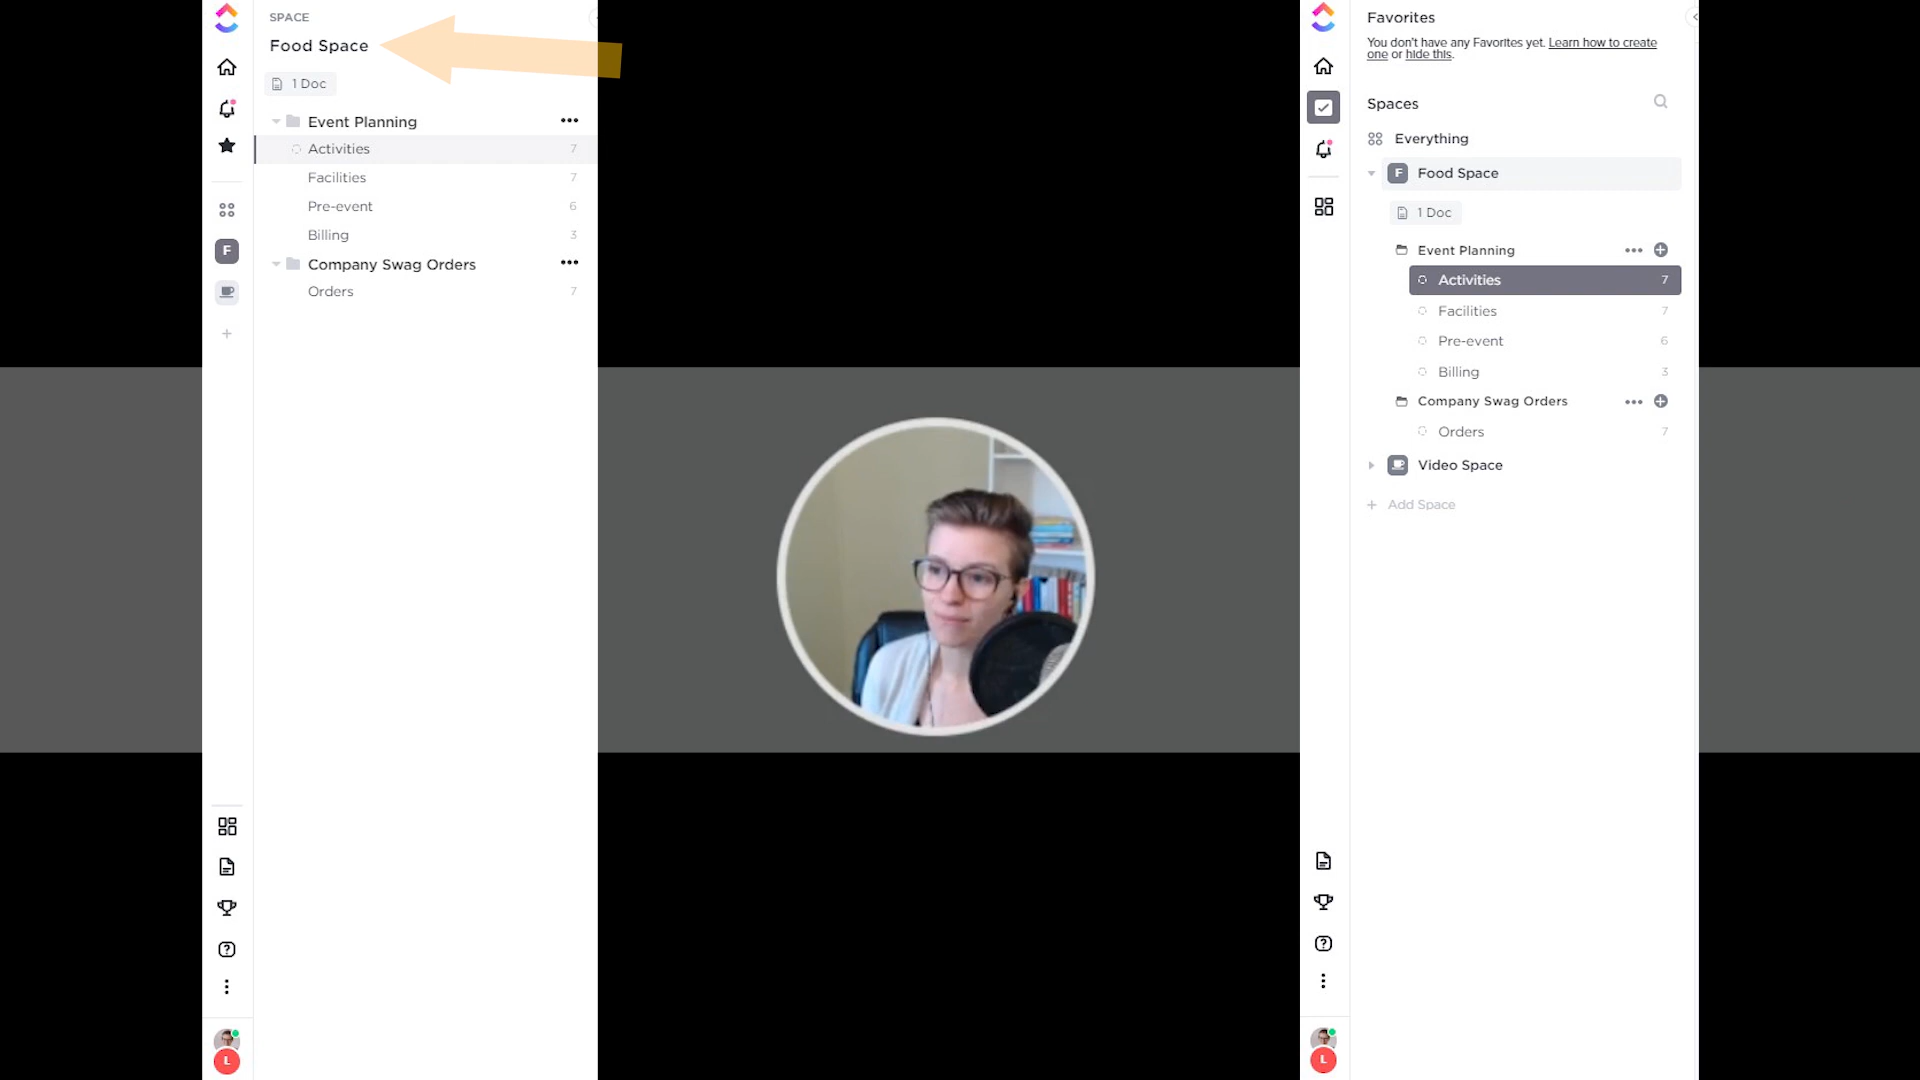 SPACE
Food Space
1 Doc
Event Planning
Activities 7
Facilities 7
Pre-event 6
Billing 3
Company Swag Orders
Orders 7
F
L
Favorites
You don't have any Favorites yet. Learn how to create
one or hide this.
Spaces
Everything
F Food Space
1 Doc
Event Planning
Activities 7
Facilities 7
Pre-event 6
Billing 3
Company Swag Orders
Orders 7
Video Space
+ Add Space
L